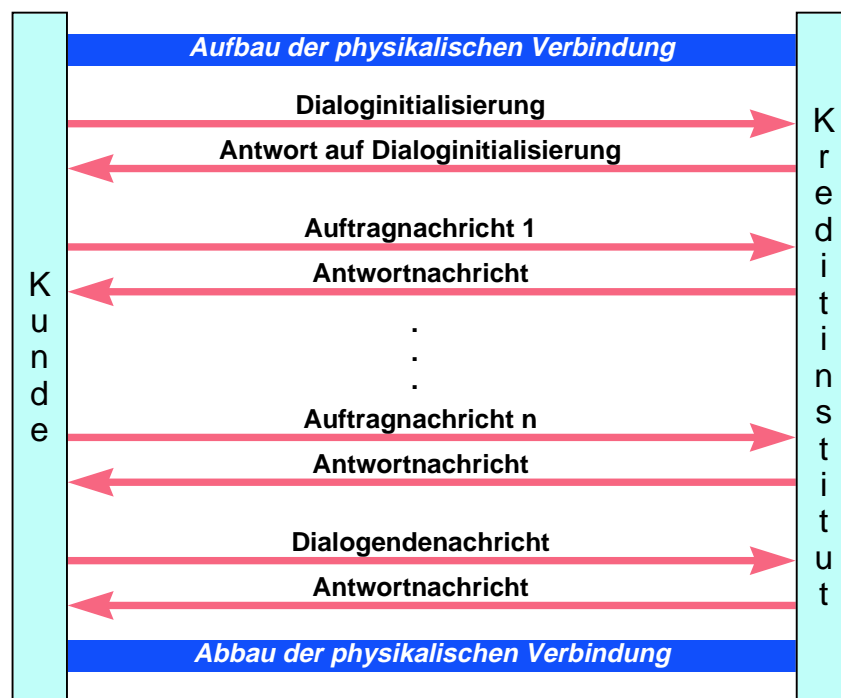 Aufbau der physikalischen Verbindung
Dialoginitialisierung
Antwort auf Dialoginitialisierung
Auftragnachricht 1
Antwortnachricht
.
.
.
Auftragnachricht n
Antwortnachricht
Dialogendenachricht
Antwortnachricht
Abbau der physikalischen Verbindung
Kunde
Kreditinstitut